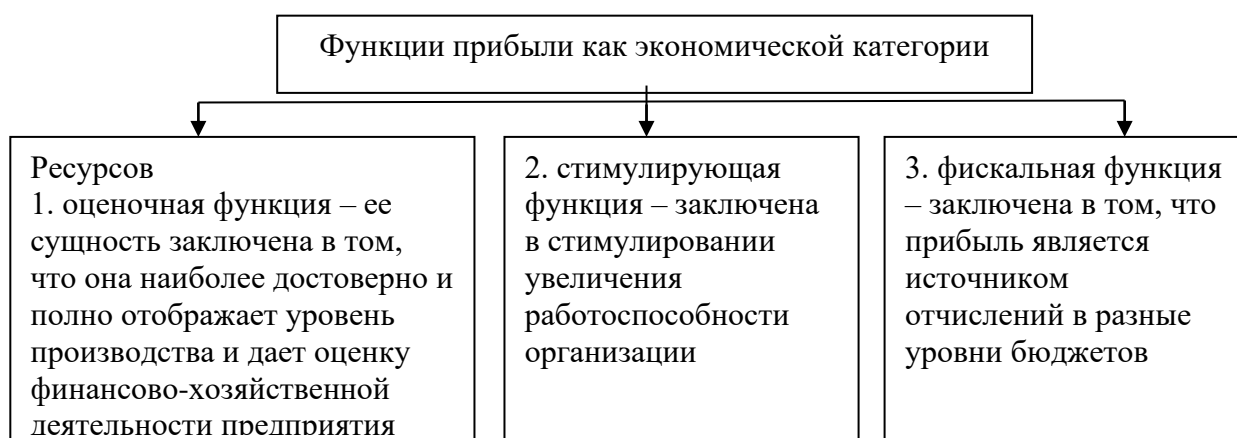 Функции прибыли как экономической категории
Ресурсов
1. оценочная функция – ее
сущность заключена в том,
что она наиболее достоверно и
полно отображает уровень
производства и дает оценку
финансово-хозяйственной
деятельности предприятия
2. стимулирующая
функция – заключена
в стимулировании
увеличения
работоспособности
организации
3. фискальная функция
– заключена в том, что
прибыль является
источником
отчислений в разные
уровни бюджетов